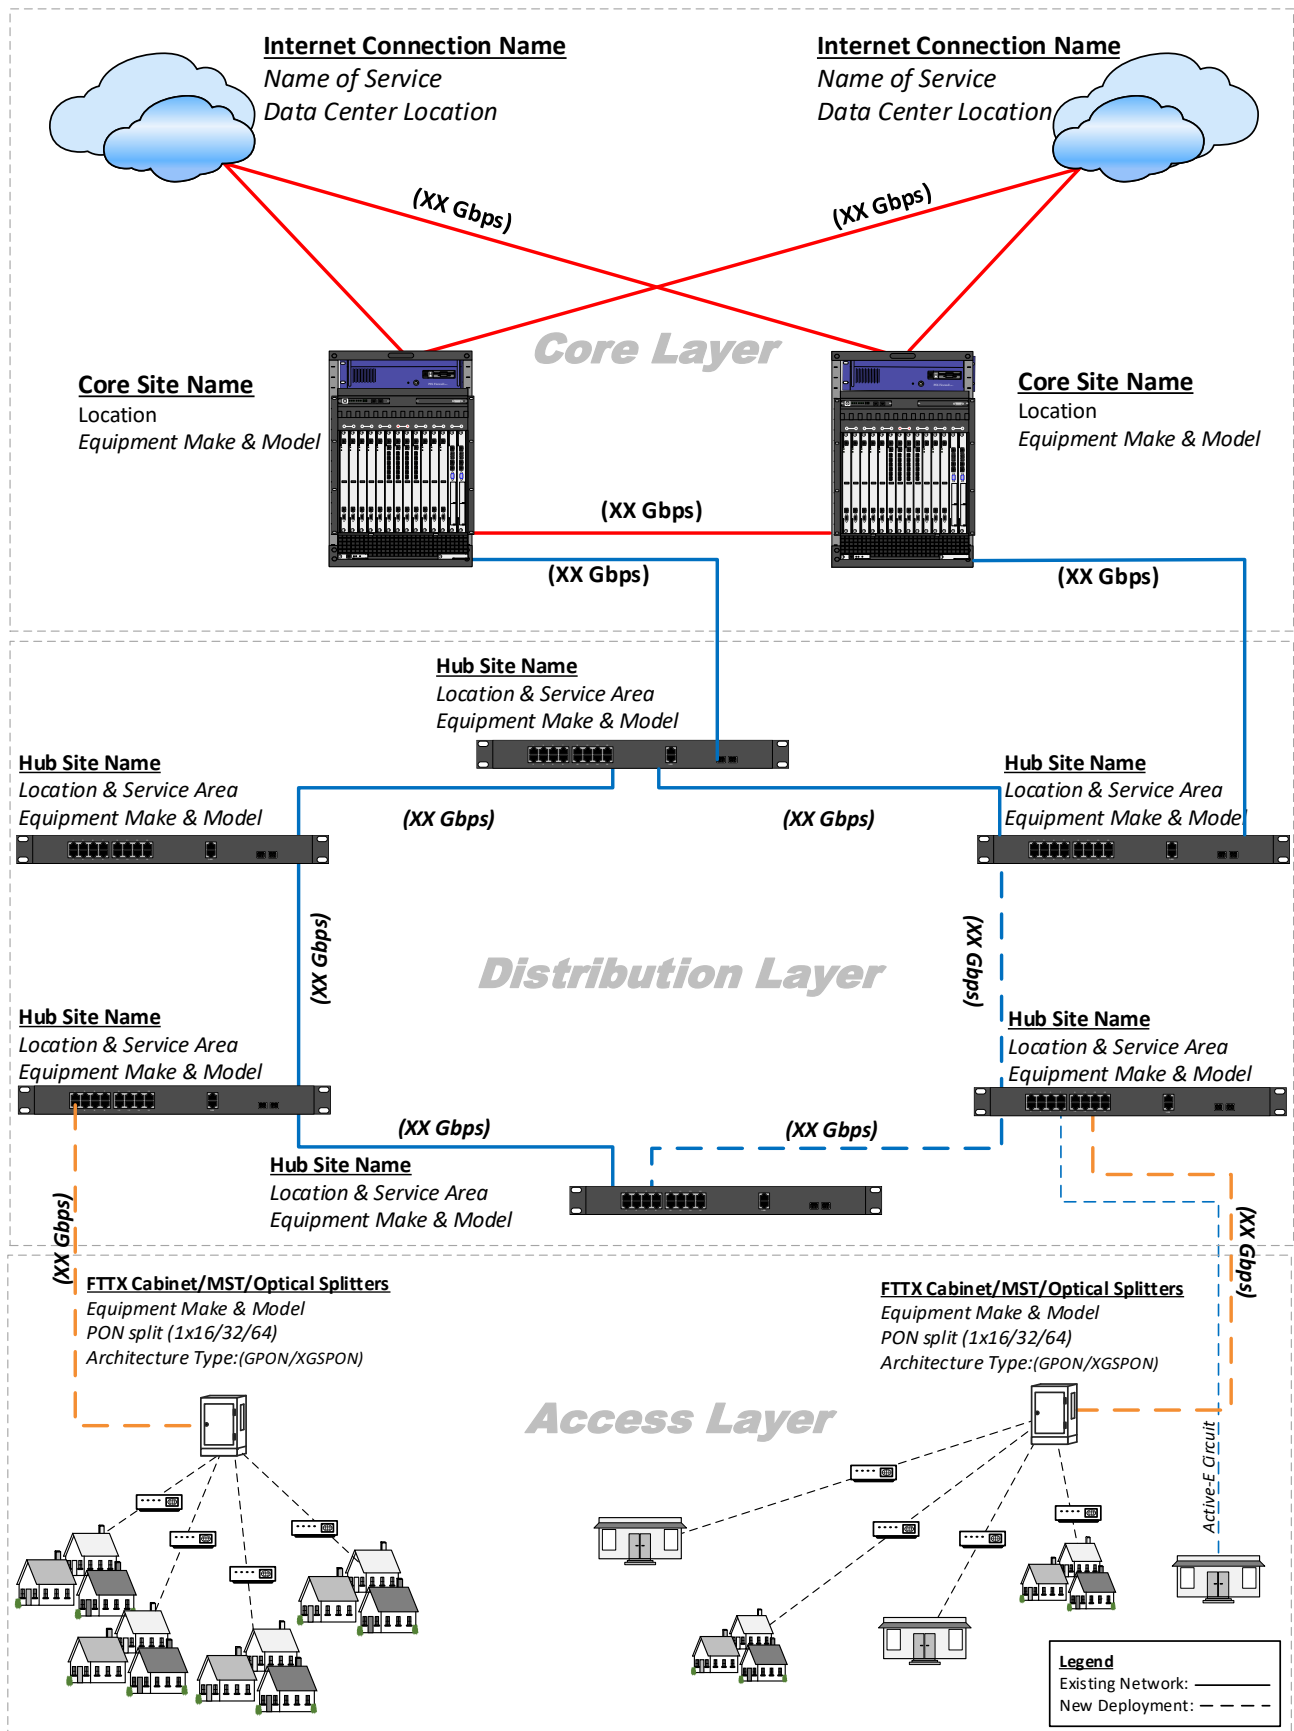 Internet Connection Name
Name of Service
Data Center Location
Internet Connection Name
Name of Service
Data Center Location
(XX Gbps)
(XX Gbps)
Core Layer
Core Site Name
Location
Equipment Make & Model
Core Site Name
Location
Equipment Make & Model
(XX Gbps)
(XX Gbps)
(XX Gbps)
Hub Site Name
Location & Service Area
Equipment Make & Model
Hub Site Name
Location & Service Area
Equipment Make & Model
Hub Site Name
Location & Service Area
Equipment Make & Model
(XX Gbps)
(XX Gbps)
(XX Gbps)
(XX Gbps)
Distribution Layer
Hub Site Name
Location & Service Area
Equipment Make & Model
Hub Site Name
Location & Service Area
Equipment Make & Model
(XX Gbps)
(XX Gbps)
Hub Site Name
Location & Service Area
Equipment Make & Model
(XX Gbps)
(XX Gbps)
FTTX Cabinet/MST/Optical Splitters
Equipment Make & Model
PON split (1x16/32/64)
Architecture Type:(GPON/XGSPON)
FTTX Cabinet/MST/Optical Splitters
Equipment Make & Model
PON split (1x16/32/64)
Architecture Type:(GPON/XGSPON)
Access Layer
Active-E Circuit
Legend
Existing Network:
New Deployment: